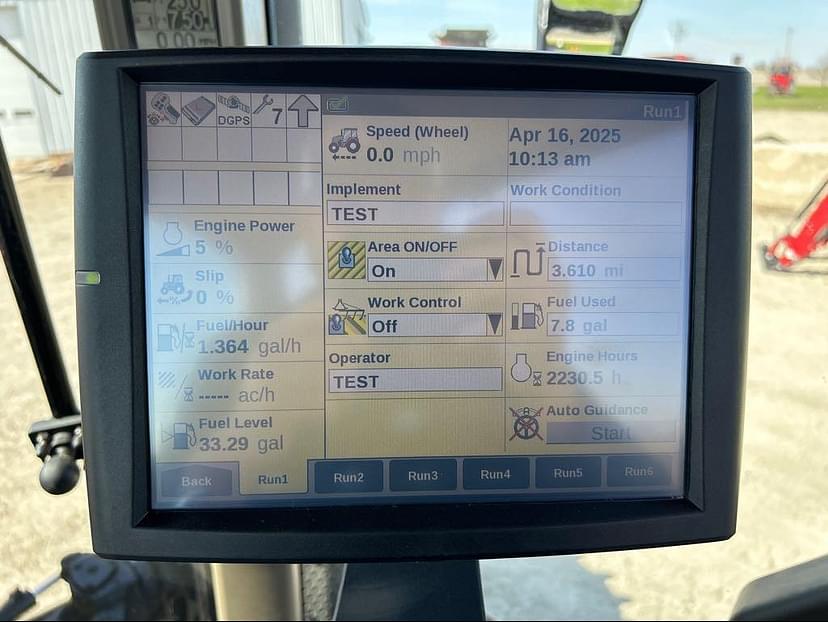 750
0.00
DGPS
7
Run1
Speed (Wheel)
0.0 mph
Apr 16, 2025
10:13 am
Implement
TEST
Work Condition
Engine Power
5 %
Slip
0 %
Fuel/Hour
1.364 gal/h
Work Rate
----- ac/h
Fuel Level
33.29 gal
Area ON/OFF
On
Work Control
Off
Operator
TEST
Distance
3.610 mi
Fuel Used
7.8 gal
Engine Hours
2230.5 h
Auto Guidance
Start
Back
Run1
Run2
Run3
Run4
Run5
Run6